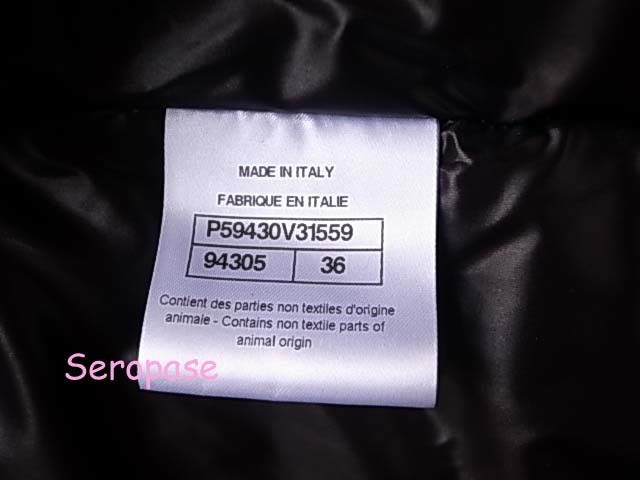 MADE IN ITALY
FABRIQUE EN ITALIE
P59430V31559
94305 36
Contient des parties non textiles d'origine
animale - Contains non textile parts of
animal origin
Serapase